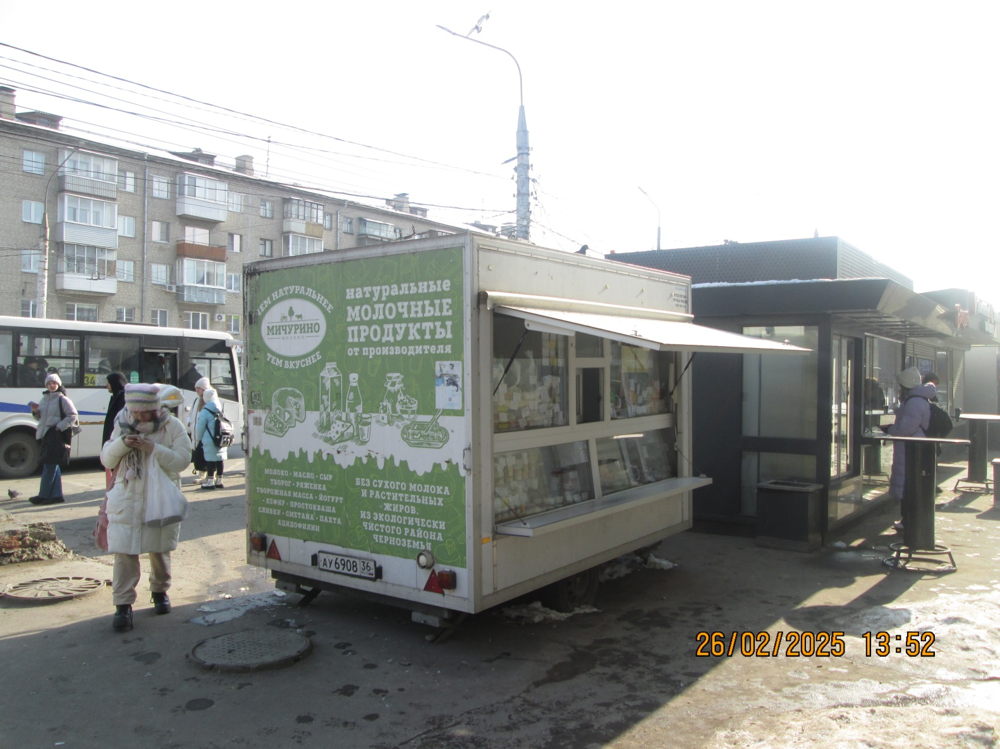 ЧЕМ НАТУРАЛЬНЕЕ
МИЧУРИНО
МОЛОКО
ТЕМ ВКУСНЕЕ
натуральные
МОЛОЧНЫЕ
ПРОДУКТЫ
от производителя
МОЛОКО • МАСЛО • СЫР
ТВОРОГ • РЯЖЕНКА
ТВОРОЖНАЯ МАССА • ЙОГУРТ
• КЕФИР • ПРОСТОКВАША
СЛИВКИ • СМЕТАНА • ПАХТА
АЦИДОФИЛИН
БЕЗ СУХОГО МОЛОКА
И РАСТИТЕЛЬНЫХ
ЖИРОВ.
ИЗ ЭКОЛОГИЧЕСКИ
ЧИСТОГО РАЙОНА
ЧЕРНОЗЕМЬЯ
АУ6908 36
RUS
34
26/02/2025 13:52